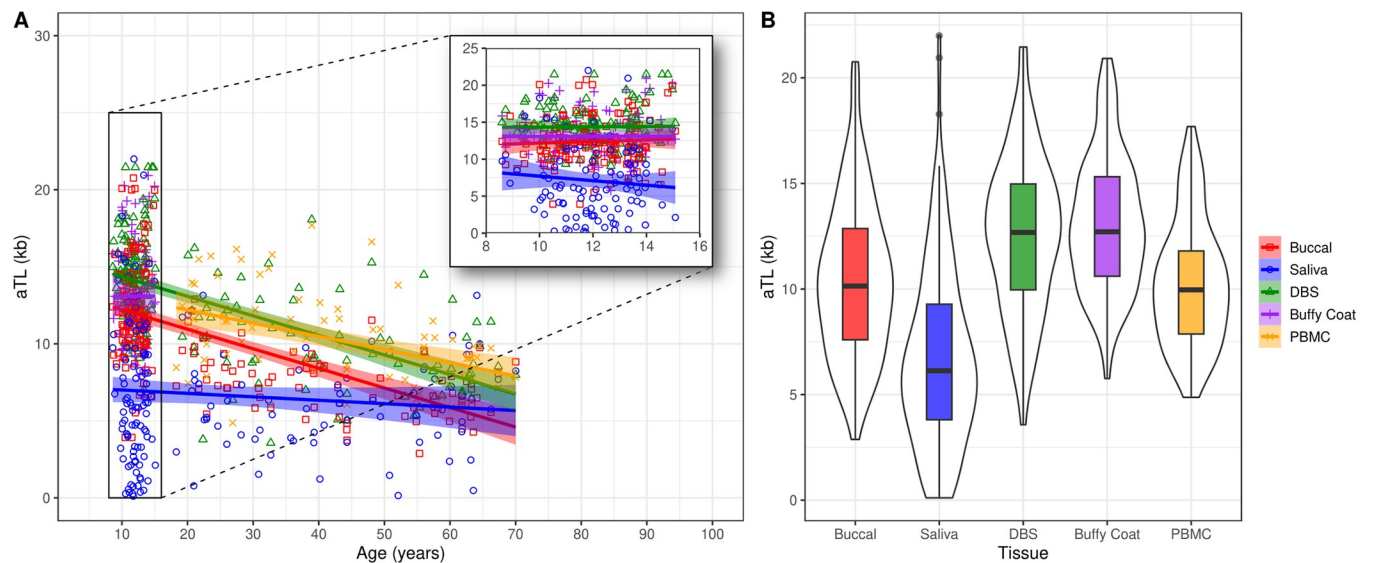 A
aTL (kb)
30
20
10
0
10 20 30 40 50 60 70 80 90 100
Age (years)
25
20
15
10
5
0
8 10 12 14 16
B
aTL (kb)
20
15
10
5
0
Buccal Saliva DBS Buffy Coat PBMC
Tissue
Buccal
Saliva
DBS
Buffy Coat
PBMC